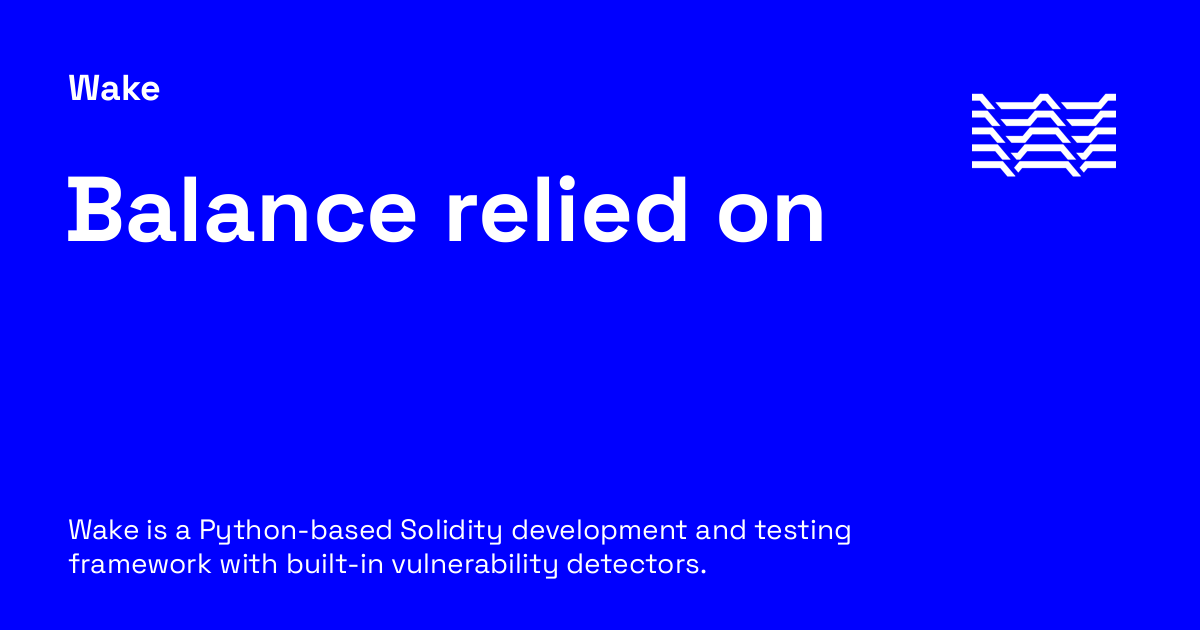 Wake
Balance relied on
Wake is a Python-based Solidity development and testing
framework with built-in vulnerability detectors.